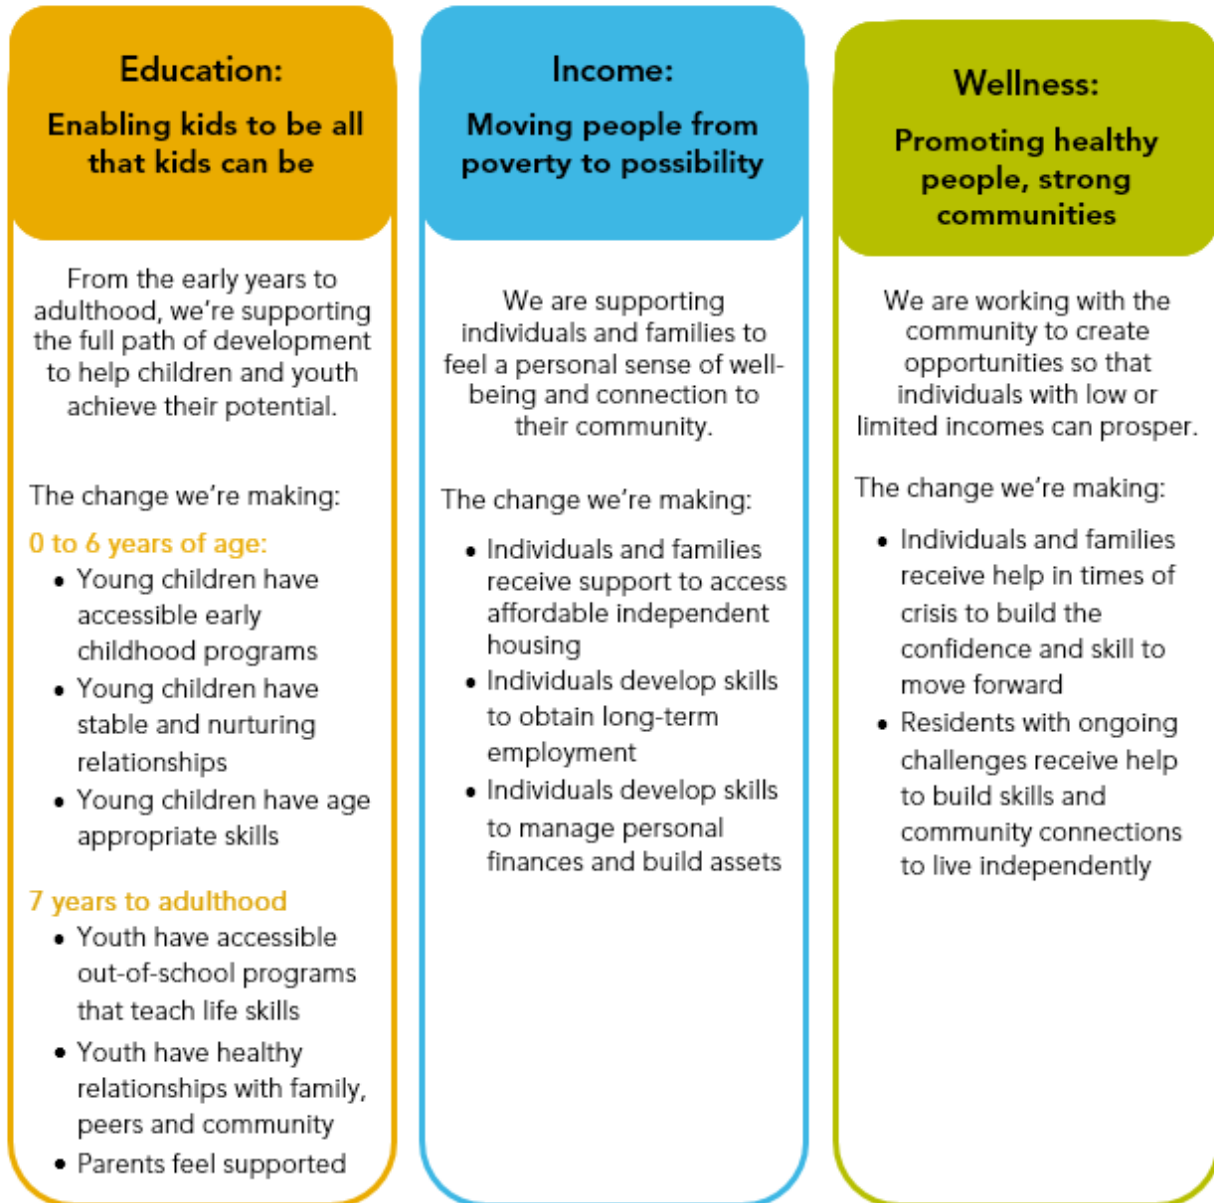 Education:
Enabling kids to be all
that kids can be
From the early years to
adulthood, we’re supporting
the full path of development
to help children and youth
achieve their potential.
The change we’re making:
0 to 6 years of age:
• Young children have
accessible early
childhood programs
• Young children have
stable and nurturing
relationships
• Young children have age
appropriate skills
7 years to adulthood
• Youth have accessible
out-of-school programs
that teach life skills
• Youth have healthy
relationships with family,
peers and community
• Parents feel supported
Income:
Moving people from
poverty to possibility
We are supporting
individuals and families to
feel a personal sense of well-
being and connection to
their community.
The change we’re making:
• Individuals and families
receive support to access
affordable independent
housing
• Individuals develop skills
to obtain long-term
employment
• Individuals develop skills
to manage personal
finances and build assets
Wellness:
Promoting healthy
people, strong
communities
We are working with the
community to create
opportunities so that
individuals with low or
limited incomes can prosper.
The change we’re making:
• Individuals and families
receive help in times of
crisis to build the
confidence and skill to
move forward
• Residents with ongoing
challenges receive help
to build skills and
community connections
to live independently